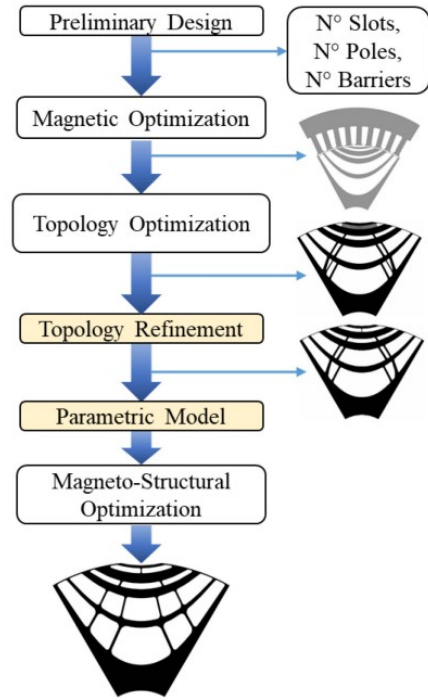 Preliminary Design
N° Slots,
N° Poles,
N° Barriers
Magnetic Optimization
Topology Optimization
Topology Refinement
Parametric Model
Magneto-Structural
Optimization